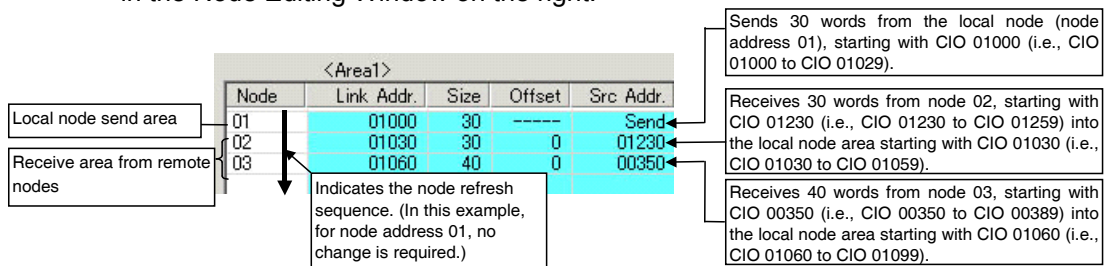 in the Node Editing Window on the right.
Sends 30 words from the local node (node
address 01), starting with CIO 01000 (i.e., CIO
01000 to CIO 01029).
<Area1>
Node Link Addr. Size Offset Src Addr.
01 01000 30 ----- Send
02 01030 30 0 01230
03 01060 40 0 00350
Local node send area
Receive area from remote
nodes
Indicates the node refresh
sequence. (In this example,
for node address 01, no
change is required.)
Receives 30 words from node 02, starting with
CIO 01230 (i.e., CIO 01230 to CIO 01259) into
the local node area starting with CIO 01030 (i.e.,
CIO 01030 to CIO 01059).
Receives 40 words from node 03, starting with
CIO 00350 (i.e., CIO 00350 to CIO 00389) into
the local node area starting with CIO 01060 (i.e.,
CIO 01060 to CIO 01099).